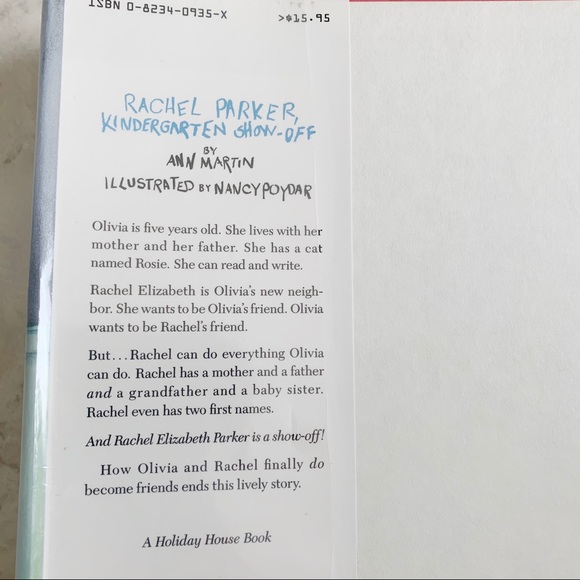 ISBN 0-8234-0935-X
>$15.95
RACHEL PARKER,
KINDERGARTEN SHOW-OFF
BY
ANN MARTIN
ILLUSTRATED BY NANCY POYDAR
Olivia is five years old. She lives with her
mother and her father. She has a cat
named Rosie. She can read and write.
Rachel Elizabeth is Olivia's new neigh-
bor. She wants to be Olivia's friend. Olivia
wants to be Rachel's friend.
But...Rachel can do everything Olivia
can do. Rachel has a mother and a father
and a grandfather and a baby sister.
Rachel even has two first names.
And Rachel Elizabeth Parker is a show-off!
How Olivia and Rachel finally do
become friends ends this lively story.
A Holiday House Book